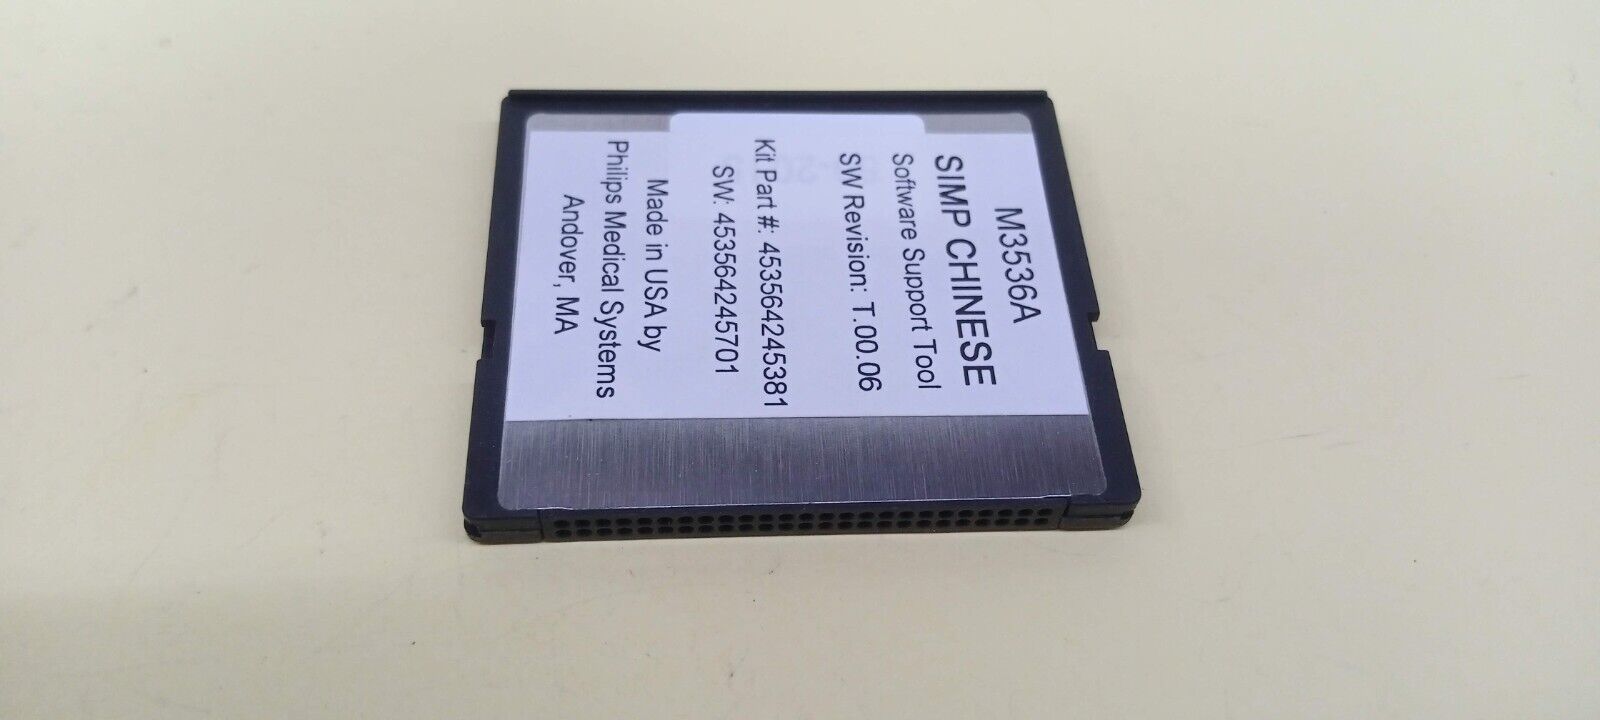 M3536A
SIMP CHINESE
Software Support Tool
SW Revision: T.00.06
Kit Part #: 453564245381
SW: 453564245701
Made in USA by
Philips Medical Systems
Andover, MA